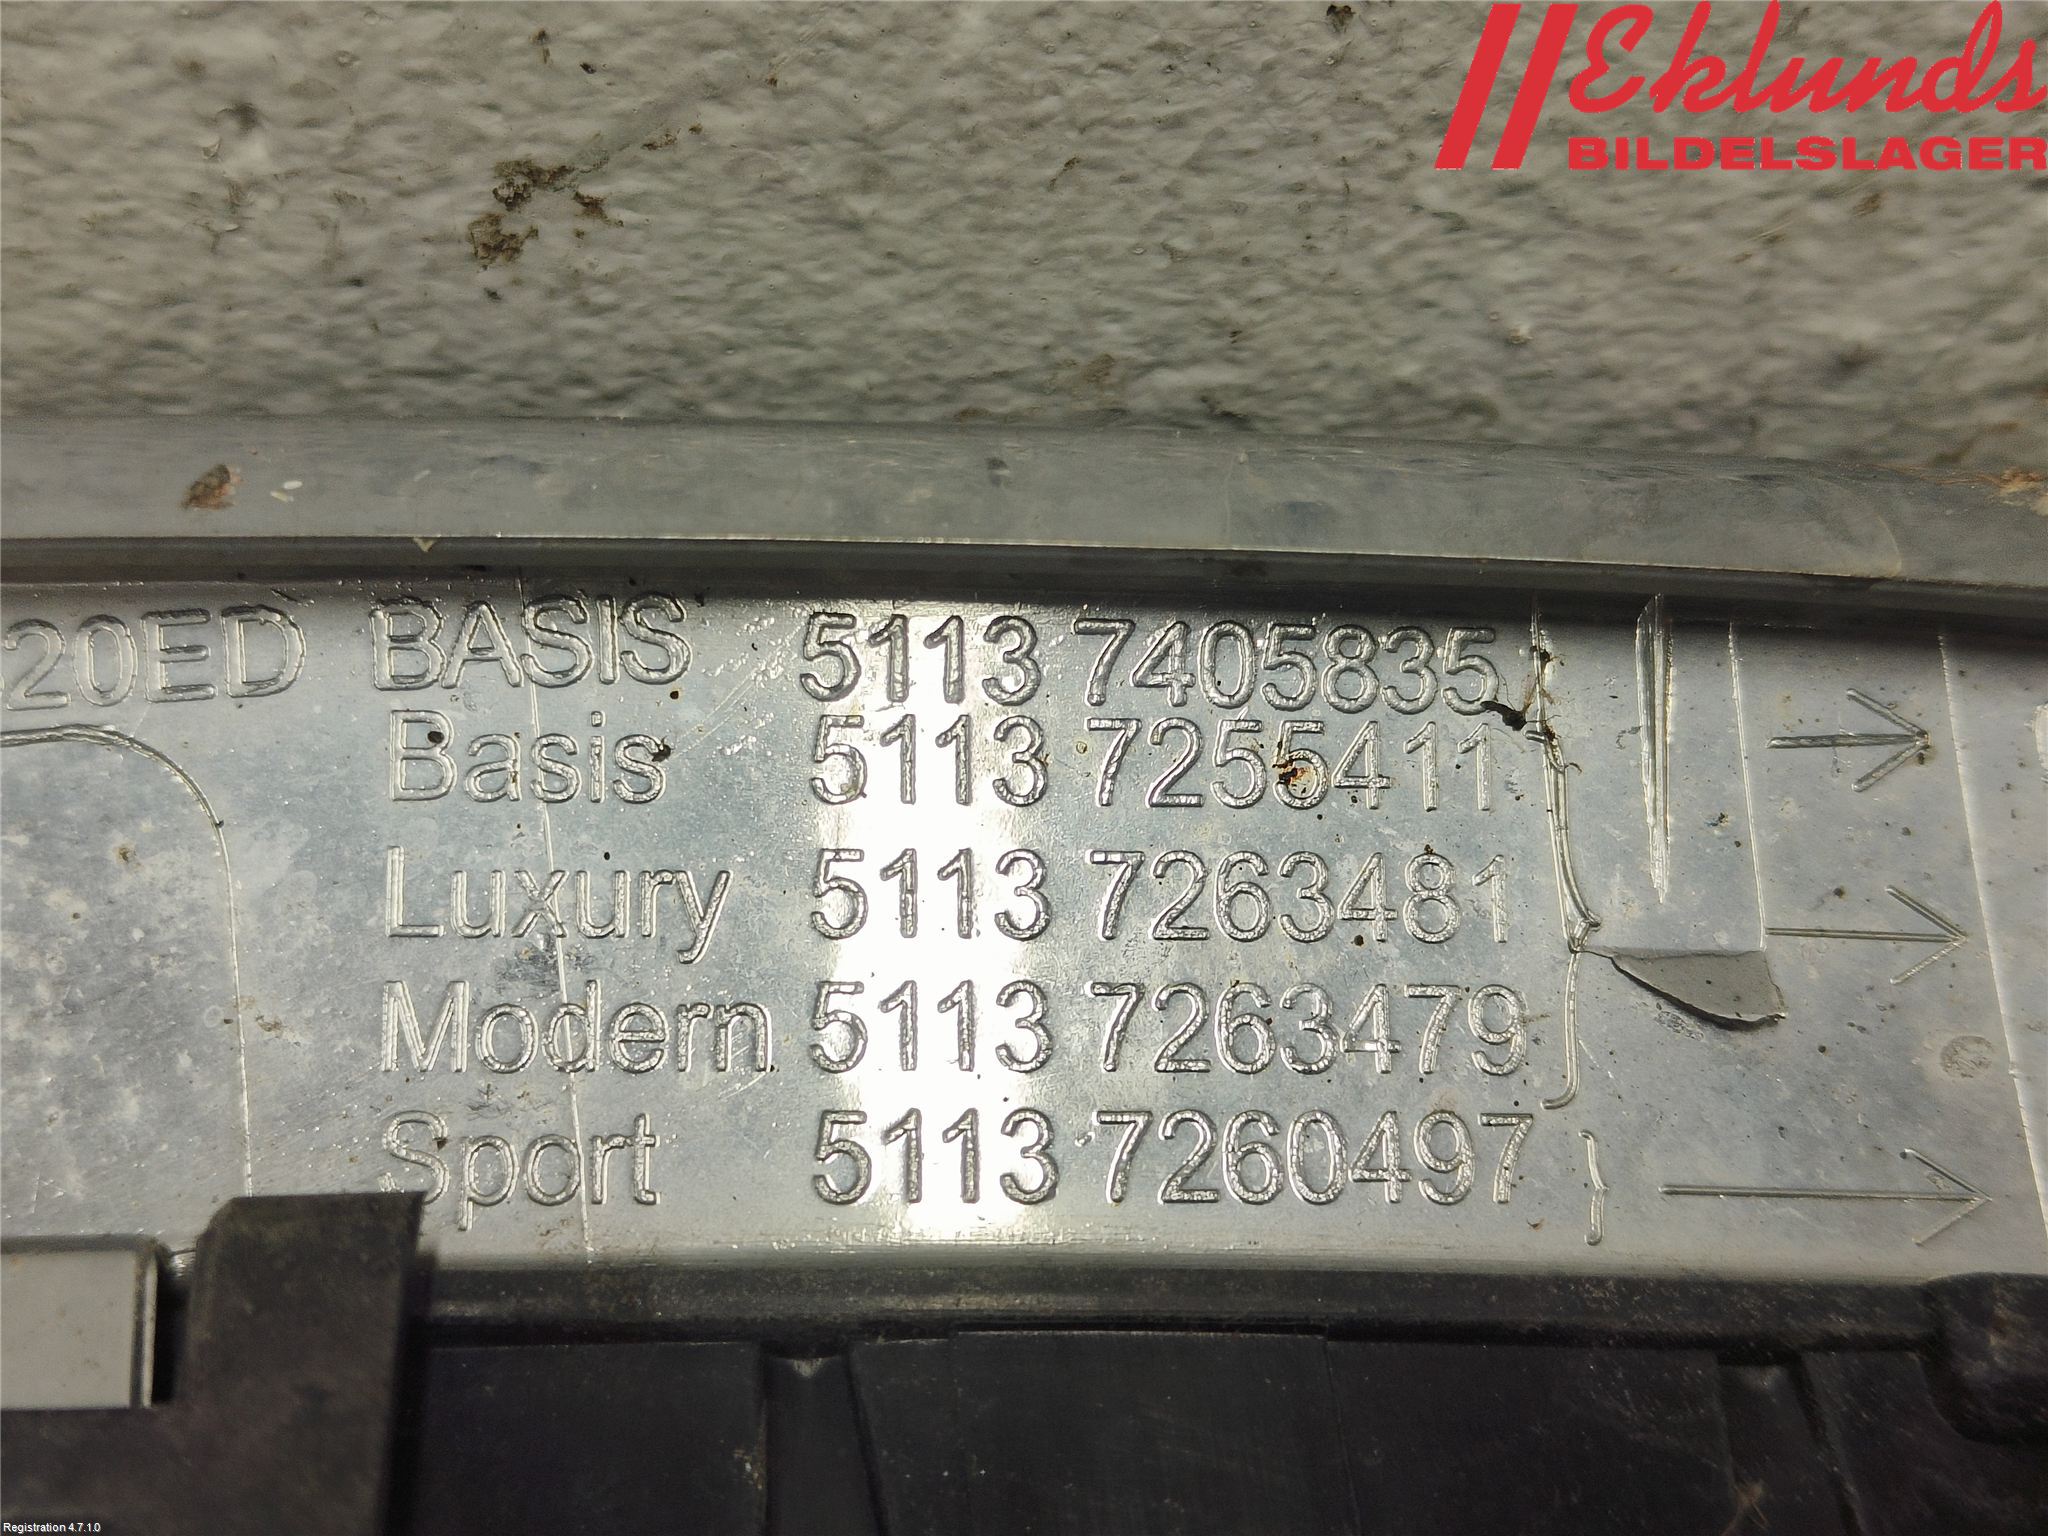 Eklunds
BILDELSLAGER
20ED BASIS 5113 7405835
Basis 5113 7255411
Luxury 5113 7263481
Modern 5113 7263479
Sport 5113 7260497
Registration 4.7.1.0